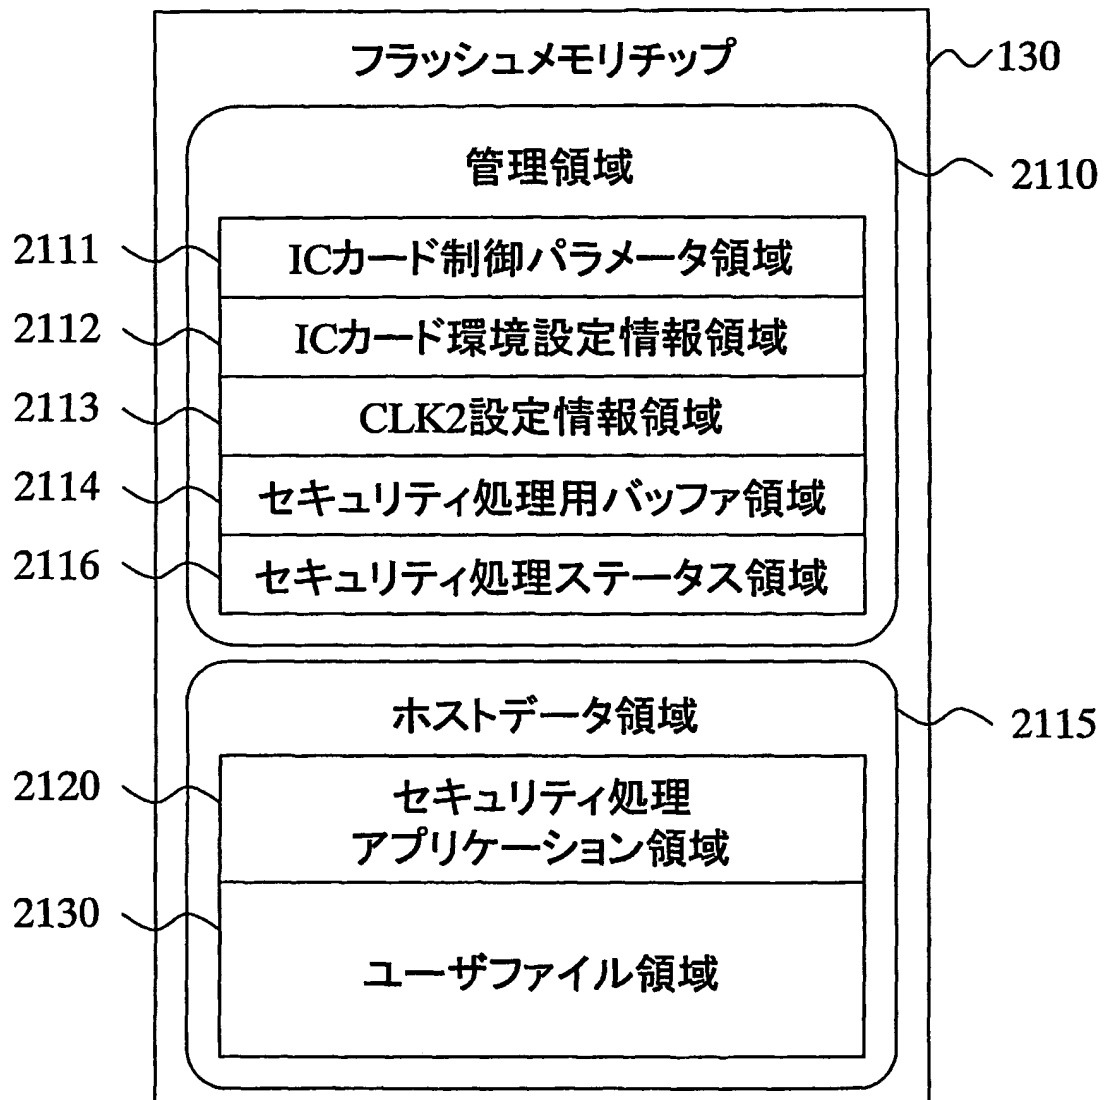 フラッシュメモリチップ
130
管理領域
2110
2111
ICカード制御パラメータ領域
2112
ICカード環境設定情報領域
2113
CLK2設定情報領域
2114
セキュリティ処理用バッファ領域
2116
セキュリティ処理ステータス領域
ホストデータ領域
2115
2120
セキュリティ処理
アプリケーション領域
2130
ユーザファイル領域